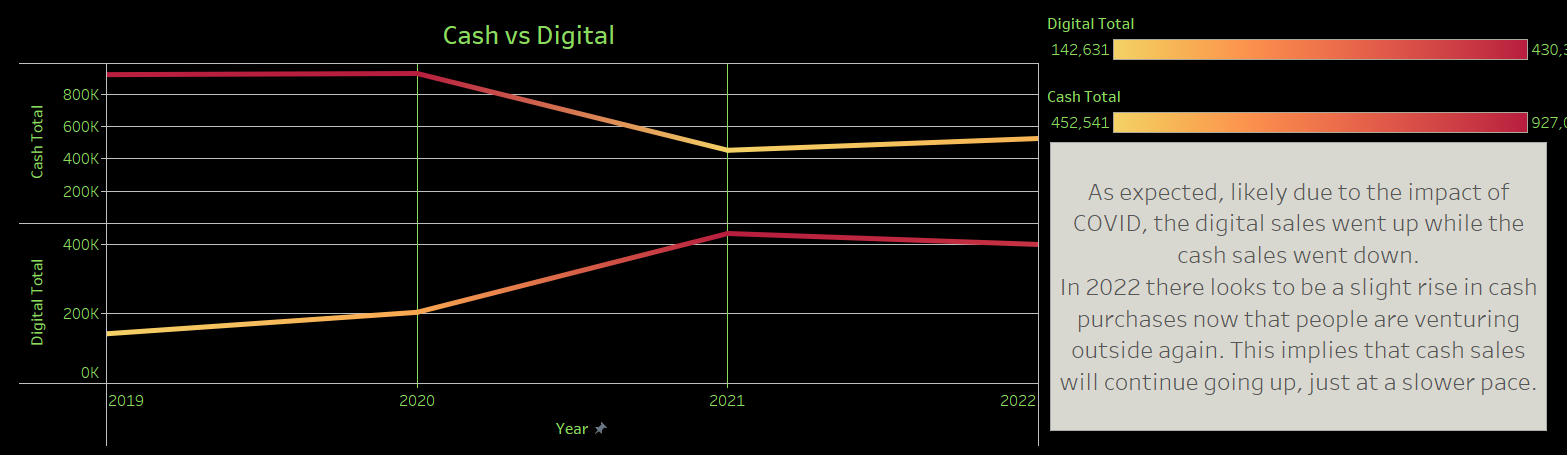 Cash vs Digital
Cash Total
800K
600K
400K
200K
Digital Total
400K
200K
0K
2019 2020 2021 2022
Year
Digital Total
142,631
Cash Total
452,541
As expected, likely due to the impact of
COVID, the digital sales went up while the
cash sales went down.
In 2022 there looks to be a slight rise in cash
purchases now that people are venturing
outside again. This implies that cash sales
will continue going up, just at a slower pace.